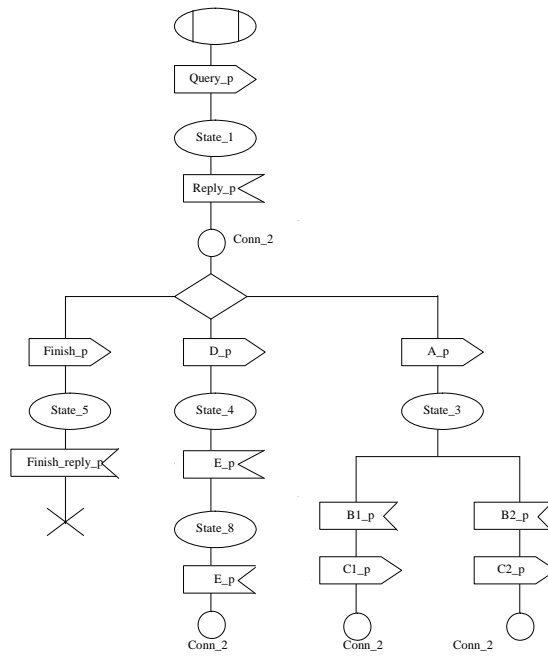 Query_p
State_1
Reply_p
Conn_2
Finish_p
D_p
A_p
State_5
State_4
State_3
Finish_reply_p
E_p
B1_p
B2_p
State_8
C1_p
C2_p
E_p
Conn_2
Conn_2
Conn_2